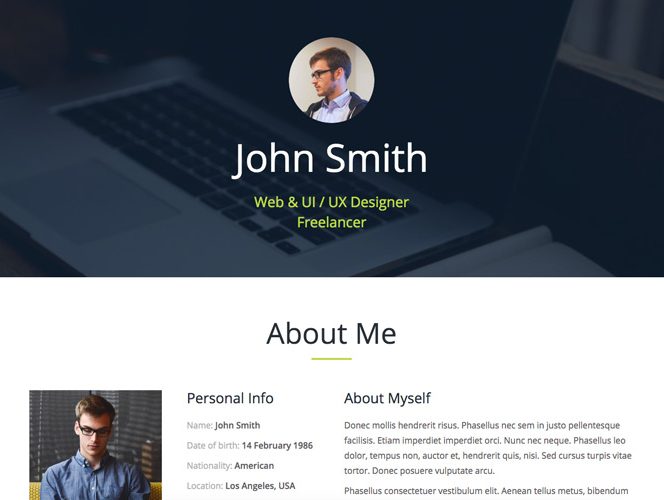 John Smith
Web & UI / UX Designer
Freelancer
About Me
Personal Info
Name: John Smith
Date of birth: 14 February 1986
Nationality: American
Location: Los Angeles, USA
About Myself
Donec mollis hendrerit risus. Phasellus nec sem in justo pellentesque
facilisis. Etiam imperdiet imperdiet orci. Nunc nec neque. Phasellus leo
dolor, tempus non, auctor et, hendrerit quis, nisi. Sed cursus turpis vitae
tortor. Donec posuere vulputate arcu.
Phasellus consectetuer vestibulum elit. Aenean tellus metus, bibendum